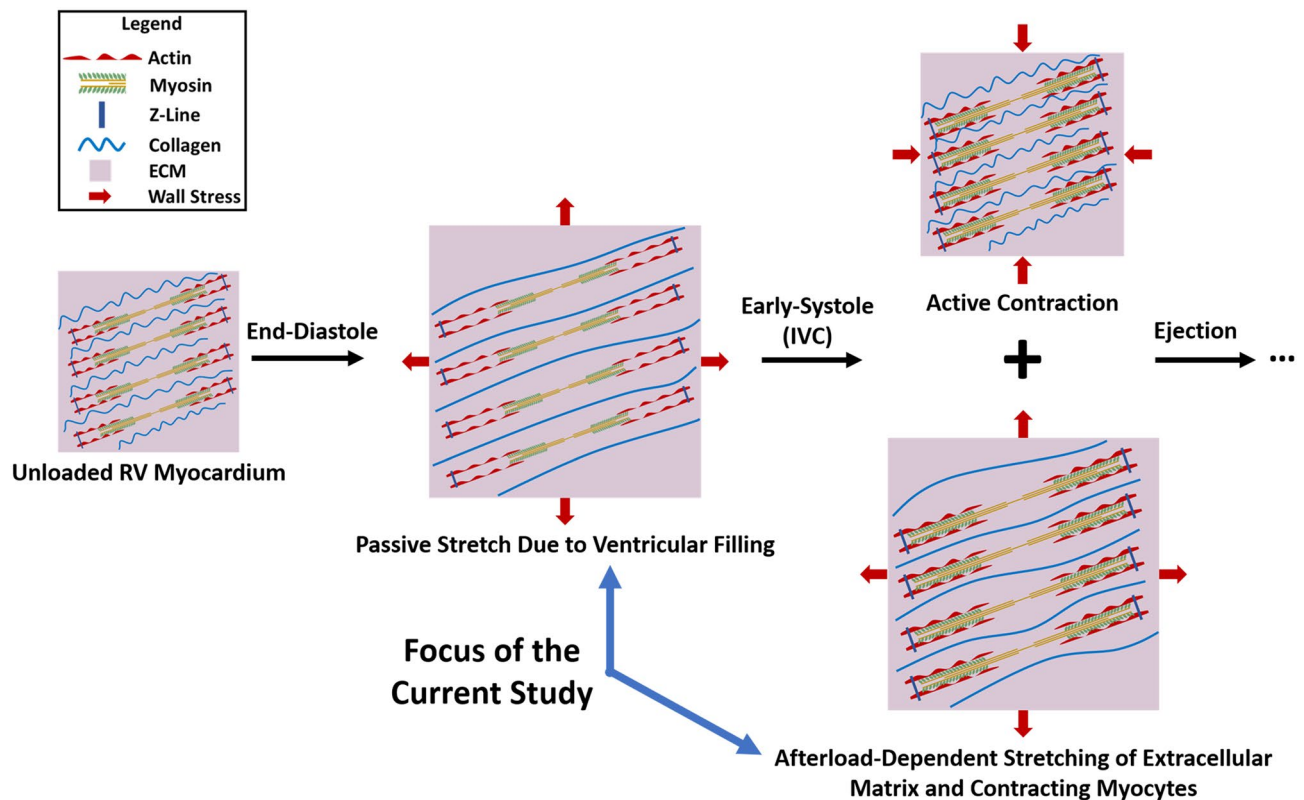 Legend
Actin
Myosin
Z-Line
Collagen
ECM
Wall Stress
Unloaded RV Myocardium
End-Diastole
Passive Stretch Due to Ventricular Filling
Early-Systole
(IVC)
Active Contraction
+
Ejection
...
Focus of the
Current Study
Afterload-Dependent Stretching of Extracellular
Matrix and Contracting Myocytes